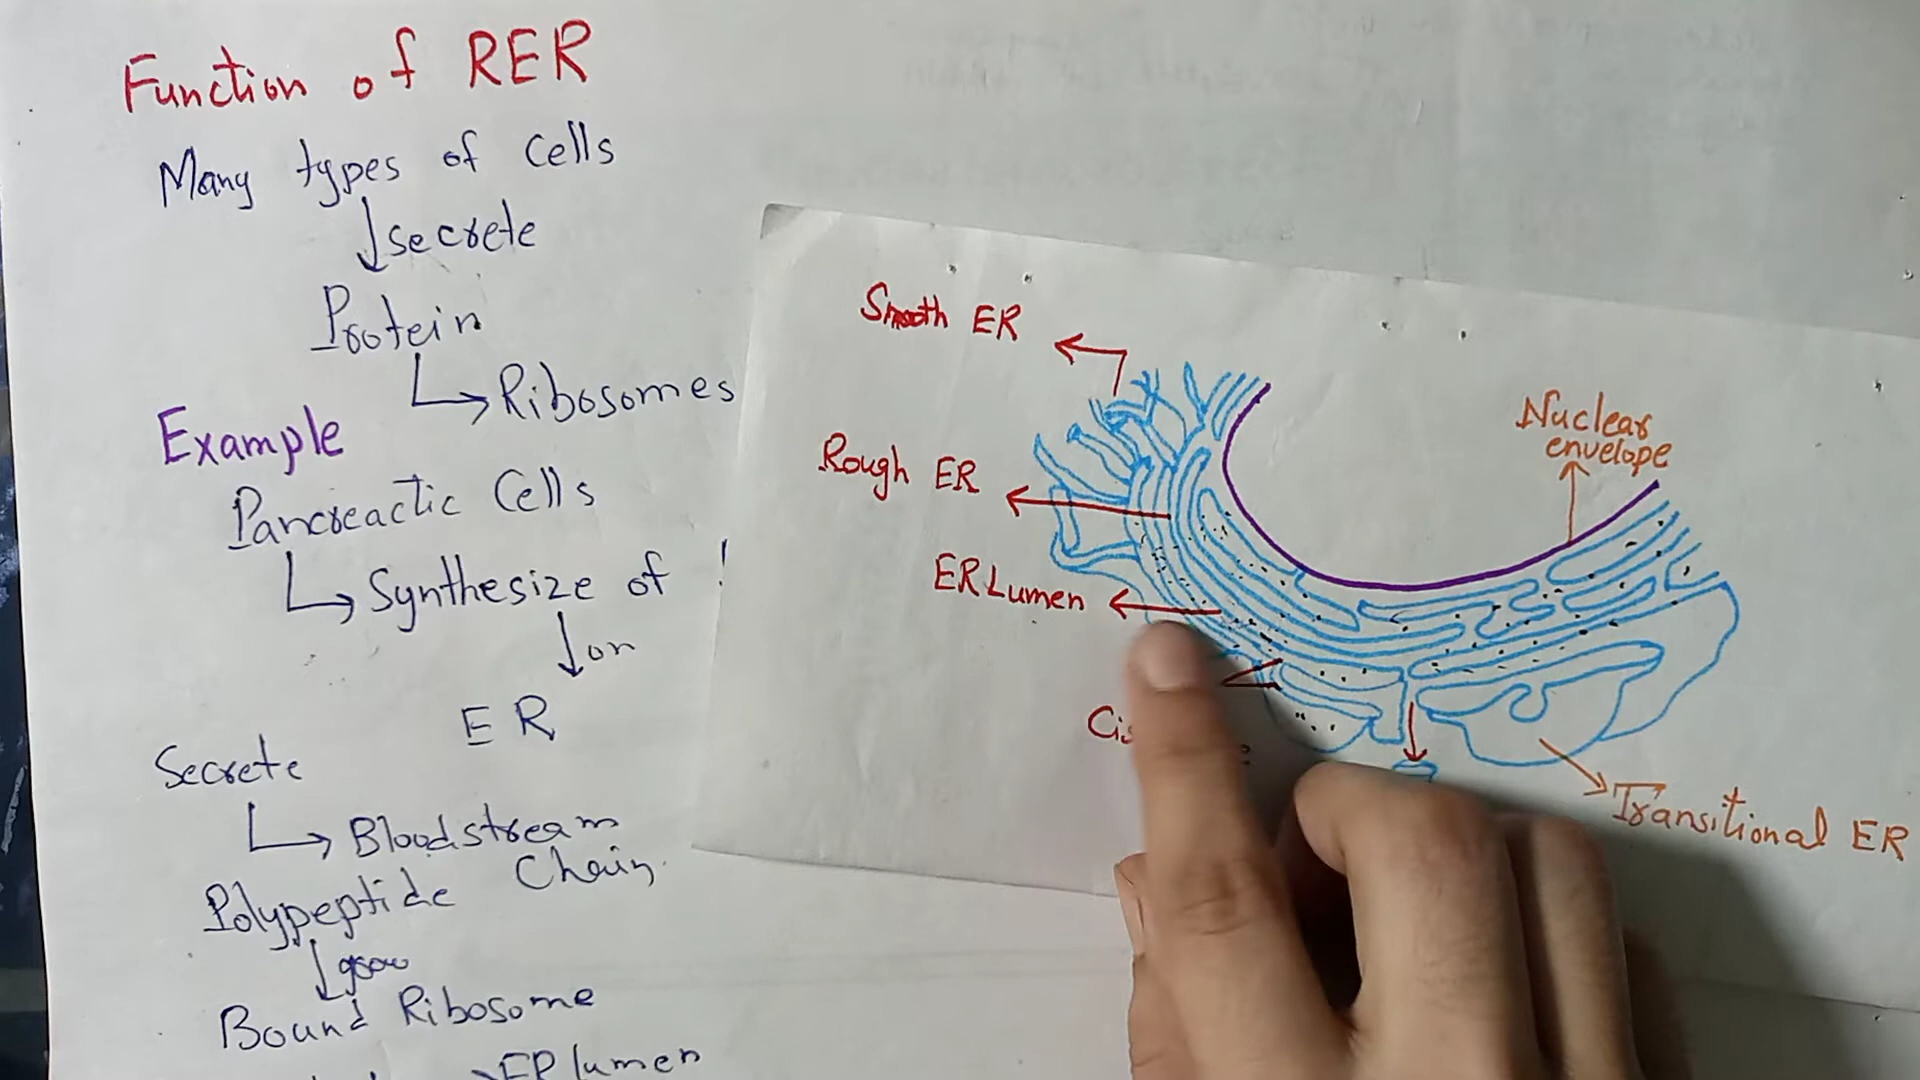 Function of RER
Many types of cells
secrete
Protein
Ribosomes
Example
Pancreactic Cells
Synthesize of
on
ER
Secrete
Bloodstream
Polypeptide Chain
grow
Bound Ribosome
ER lumen
Smooth ER
Rough ER
ER Lumen
Nuclear
envelope
Transitional ER